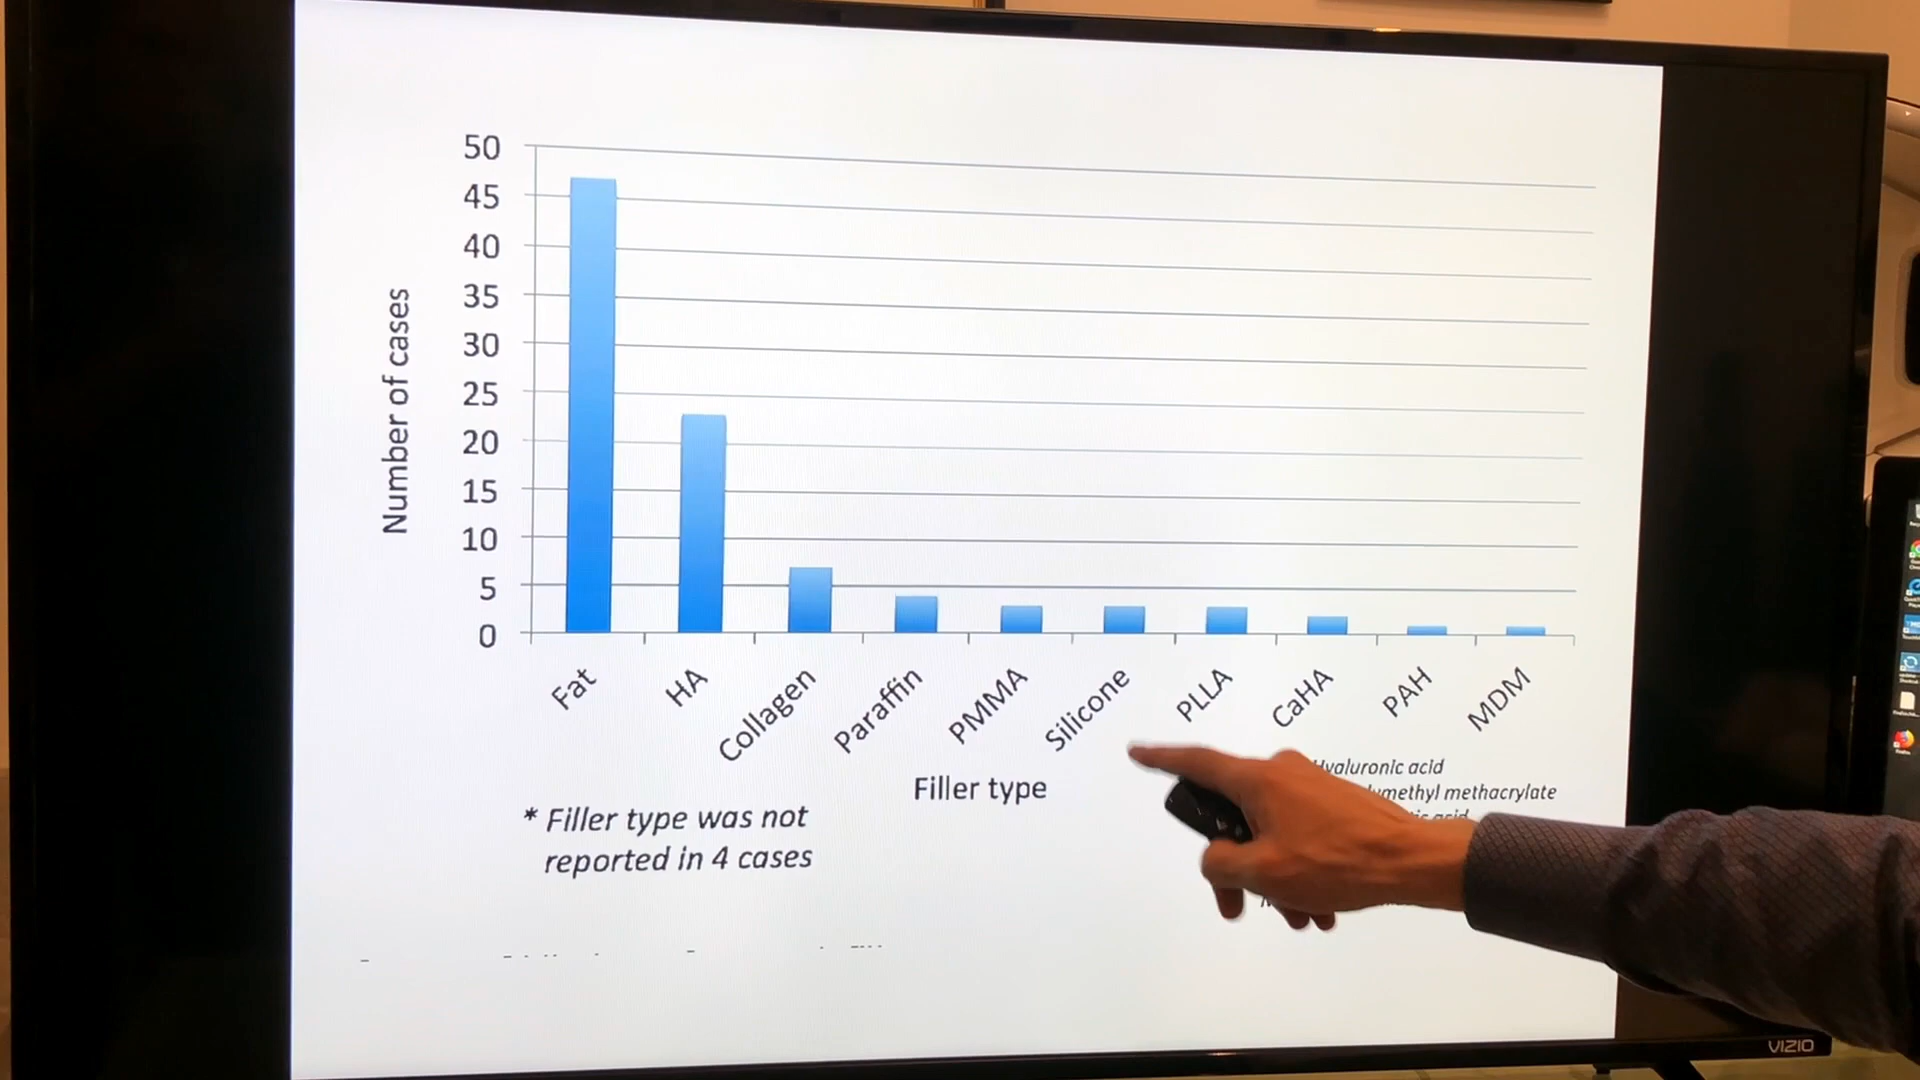 50
45
40
35
30
25
20
15
10
5
0
Number of cases
Fat
HA
Collagen
Paraffin
PMMA
Silicone
PLLA
CaHA
PAH
MDM
Filler type
* Filler type was not
reported in 4 cases
Hyaluronic acid
methacrylate
acid
VIZIO